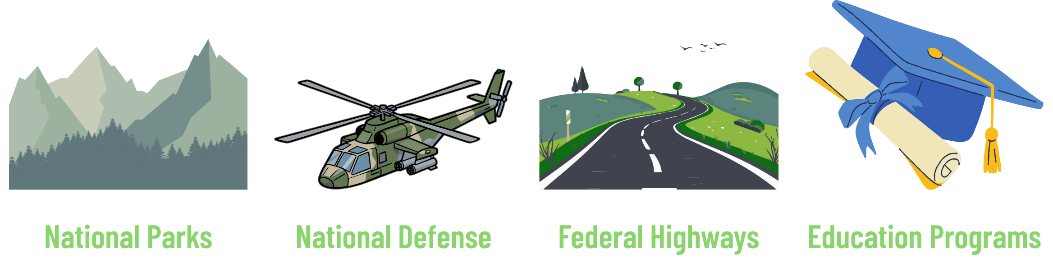 National Parks
National Defense
Federal Highways
Education Programs